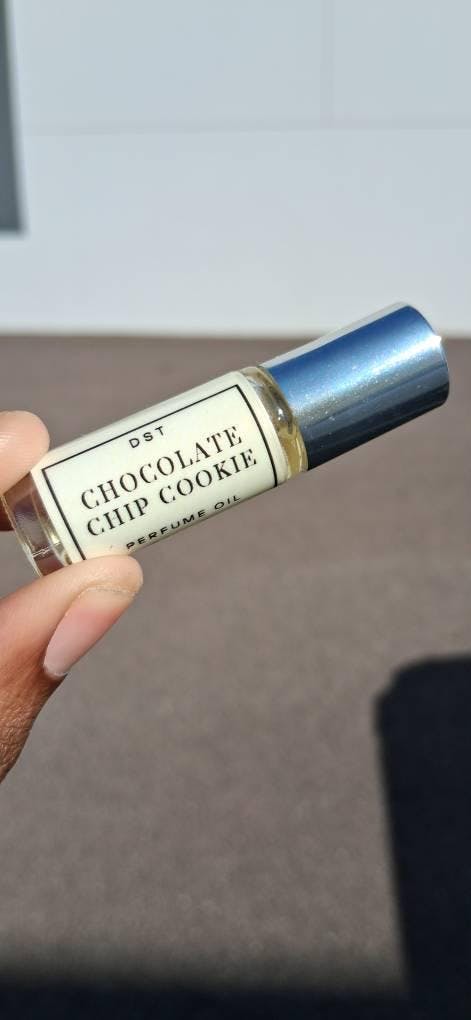 DST
CHOCOLATE
CHIP COOKIE
PERFUME OIL